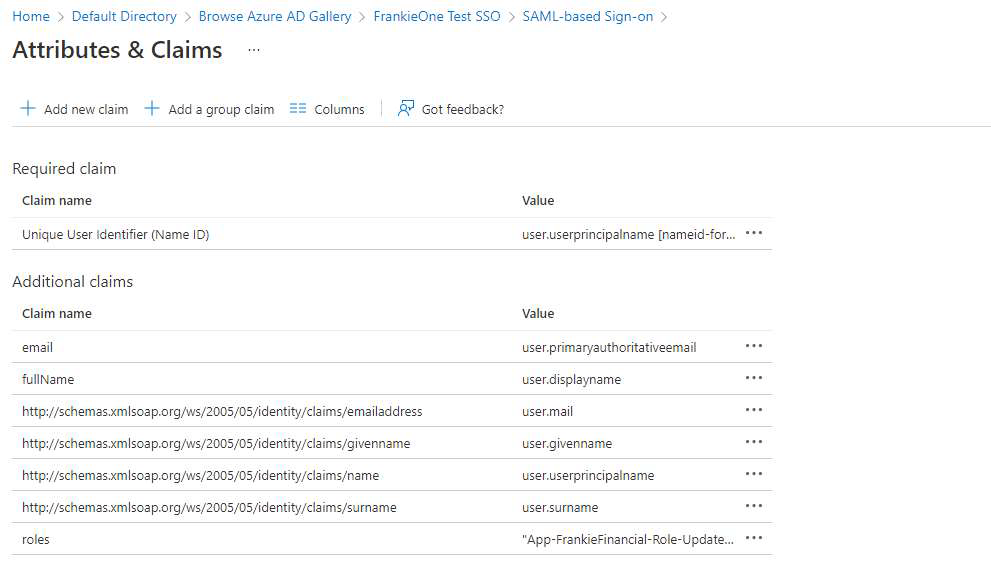 Home > Default Directory > Browse Azure AD Gallery > FrankieOne Test SSO > SAML-based Sign-on >
Attributes & Claims ...
Add new claim Add a group claim Columns Got feedback?
Required claim
Claim name Value
Unique User Identifier (Name ID) user.userprincipalname [nameid-for... ...
Additional claims
Claim name Value
email user.primaryauthoritativeemail ...
fullName user.displayname ...
http://schemas.xmlsoap.org/ws/2005/05/identity/claims/emailaddress user.mail ...
http://schemas.xmlsoap.org/ws/2005/05/identity/claims/givenname user.givenname ...
http://schemas.xmlsoap.org/ws/2005/05/identity/claims/name user.userprincipalname ...
http://schemas.xmlsoap.org/ws/2005/05/identity/claims/surname user.surname ...
roles "App-FrankieFinancial-Role-Update... ...